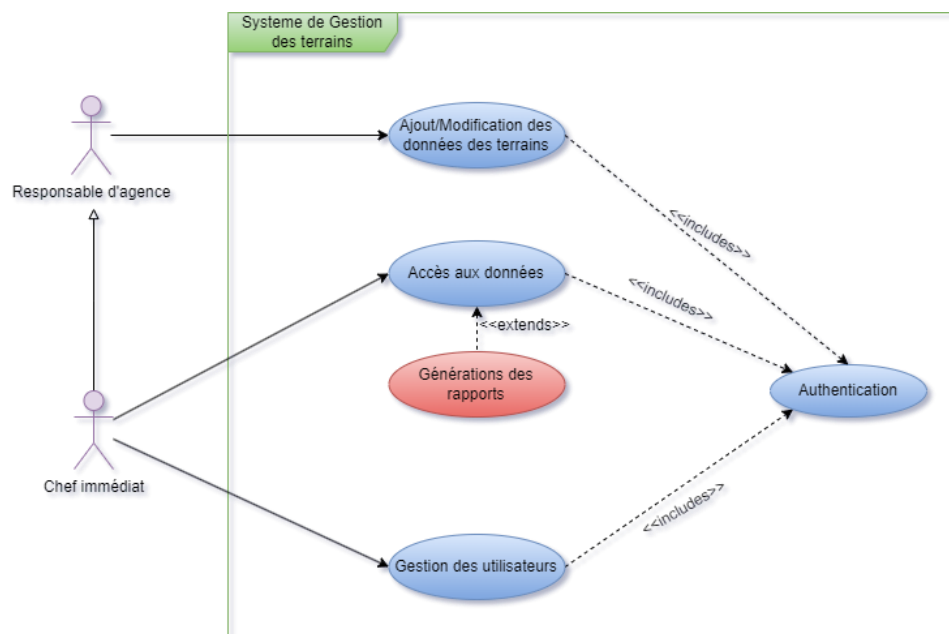 Systeme de Gestion
des terrains
Ajout/Modification des
données des terrains
Responsable d'agence
<<includes>>
Accès aux données
<<includes>>
<<extends>>
Générations des
rapports
Authentication
Chef immédiat
<<includes>>
Gestion des utilisateurs